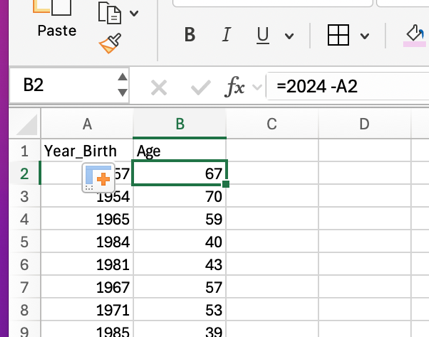 Paste
B I U
B2 fx =2024 -A2
A B C D
1 Year_Birth Age
2 57 67
3 1954 70
4 1965 59
5 1984 40
6 1981 43
7 1967 57
8 1971 53
9 1985 39